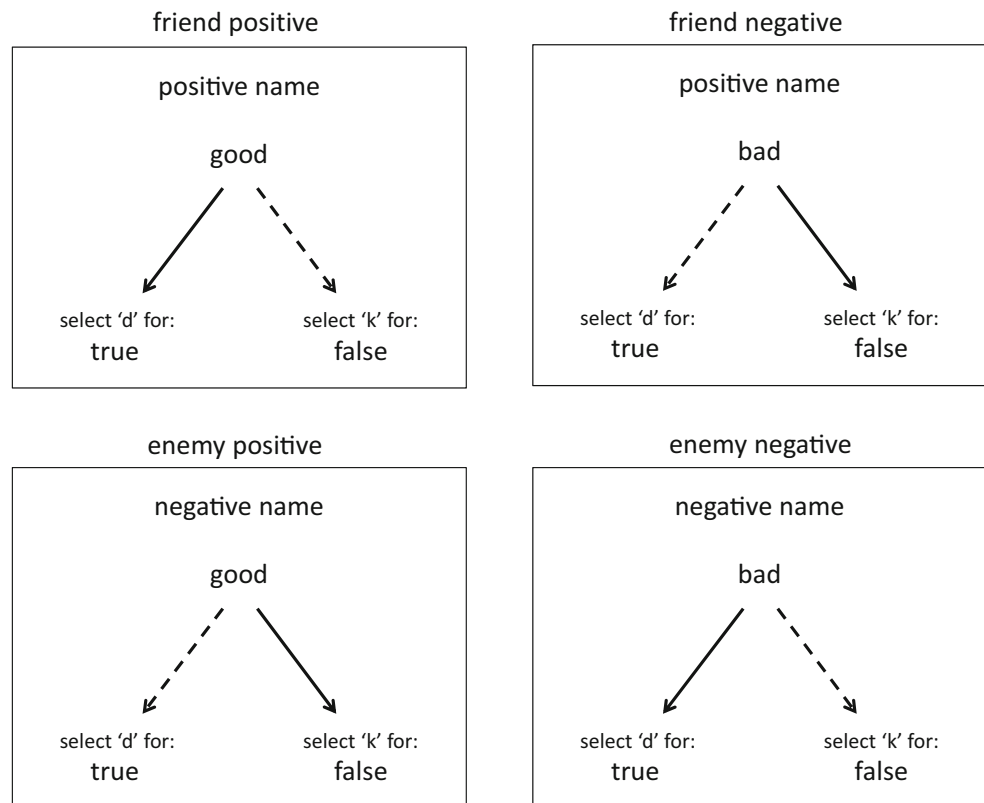 friend positive
positive name
good
select ‘d’ for:
true
select ‘k’ for:
false
friend negative
positive name
bad
select ‘d’ for:
true
select ‘k’ for:
false
enemy positive
negative name
good
select ‘d’ for:
true
select ‘k’ for:
false
enemy negative
negative name
bad
select ‘d’ for:
true
select ‘k’ for:
false